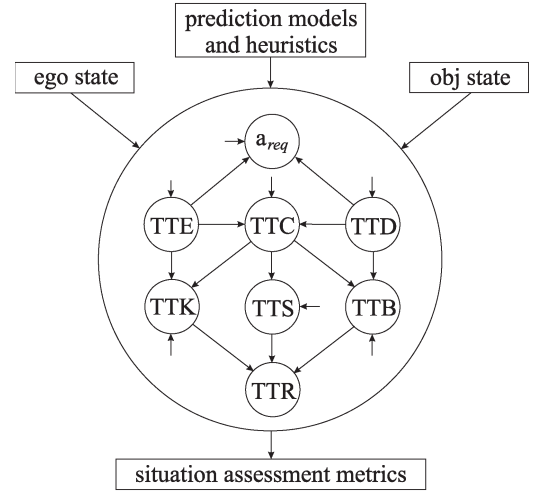 prediction models
and heuristics
ego state
obj state
a_req
TTE
TTC
TTD
TTK
TTS
TTB
TTR
situation assessment metrics